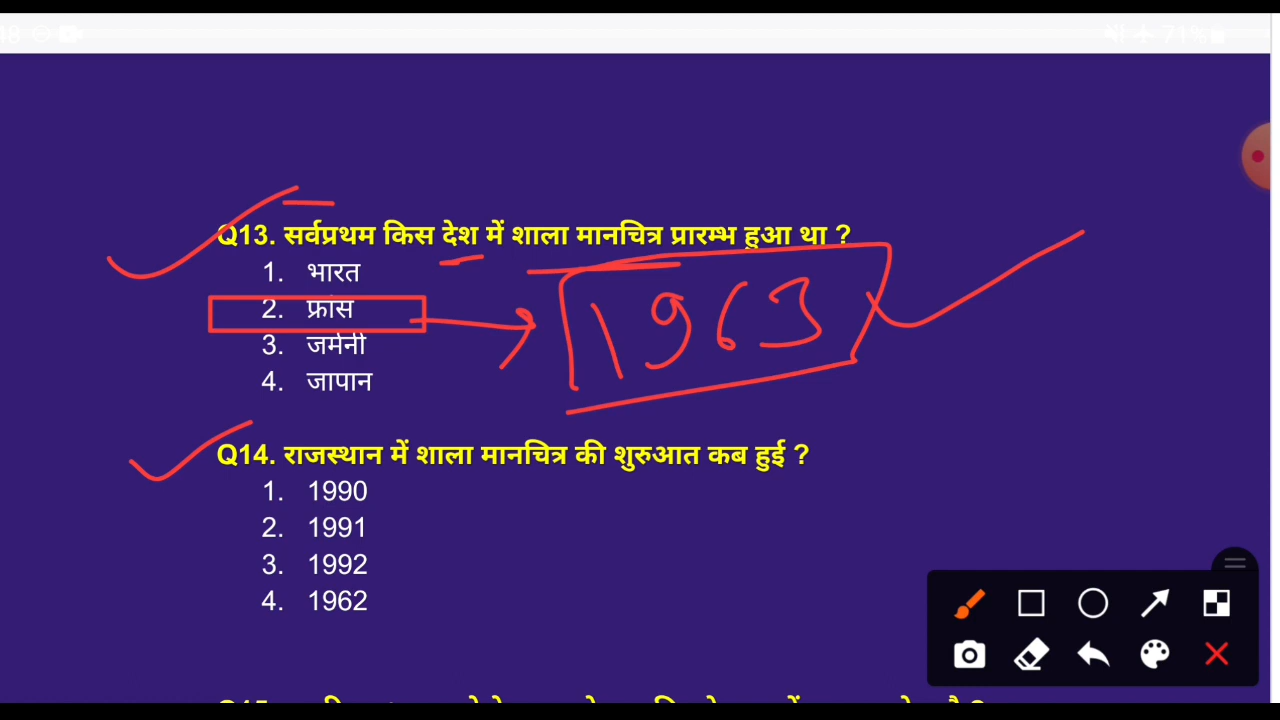 71%
Q13. सर्वप्रथम किस देश में शाला मानचित्र प्रारम्भ हुआ था ?
1. भारत
2. फ्रांस
1963
3. जर्मनी
4. जापान
Q14. राजस्थान में शाला मानचित्र की शुरुआत कब हुई ?
1. 1990
2. 1991
3. 1992
4. 1962